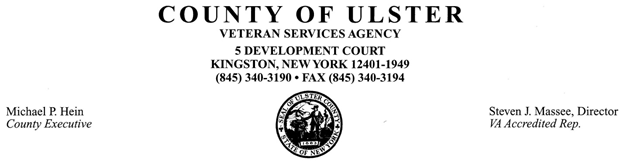 COUNTY OF ULSTER
VETERAN SERVICES AGENCY
5 DEVELOPMENT COURT
KINGSTON, NEW YORK 12401-1949
(845) 340-3190 • FAX (845) 340-3194
Michael P. Hein
County Executive
SEAL OF ULSTER COUNTY
1683
STATE OF NEW YORK
Steven J. Massee, Director
VA Accredited Rep.